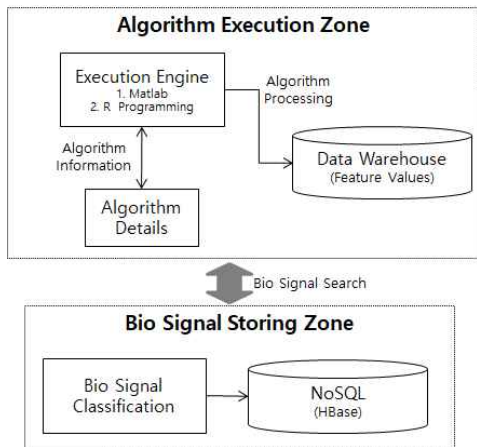 Algorithm Execution Zone
Execution Engine
1. Matlab
2. R Programming
Algorithm
Processing
Algorithm
Information
Data Warehouse
(Feature Values)
Algorithm
Details
Bio Signal Search
Bio Signal Storing Zone
Bio Signal
Classification
NoSQL
(HBase)